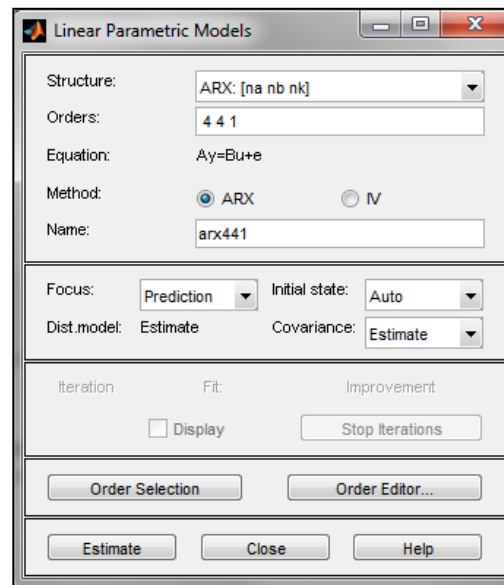 Linear Parametric Models
Structure: ARX: [na nb nk]
Orders: 4 4 1
Equation: Ay=Bu+e
Method: ARX IV
Name: arx441
Focus: Prediction Initial state: Auto
Dist.model: Estimate Covariance: Estimate
Iteration Fit: Improvement
Display Stop Iterations
Order Selection Order Editor...
Estimate Close Help